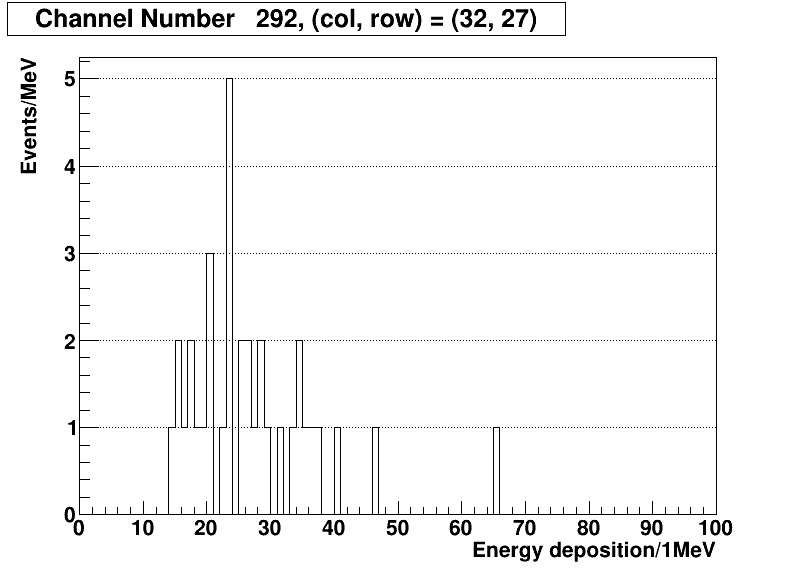 Channel Number 292, (col, row) = (32, 27)
Events/MeV
5
4
3
2
1
0
0 10 20 30 40 50 60 70 80 90 100
Energy deposition/1MeV